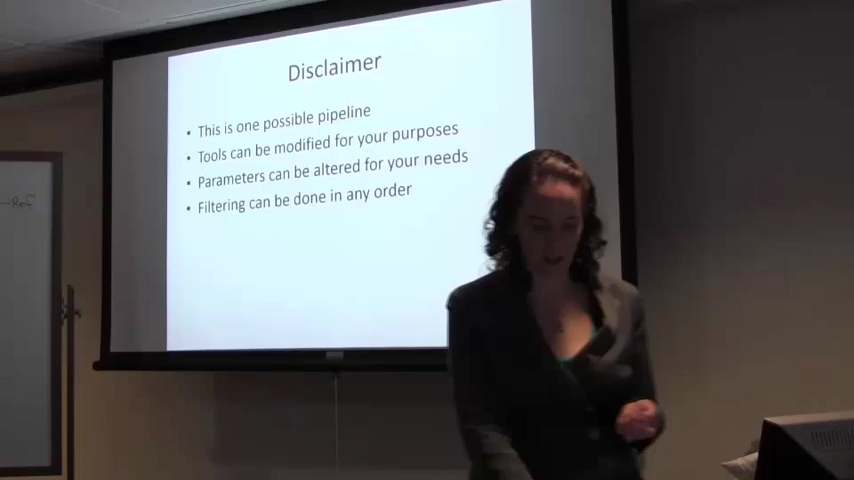 Disclaimer
• This is one possible pipeline
• Tools can be modified for your purposes
• Parameters can be altered for your needs
• Filtering can be done in any order
—Ref